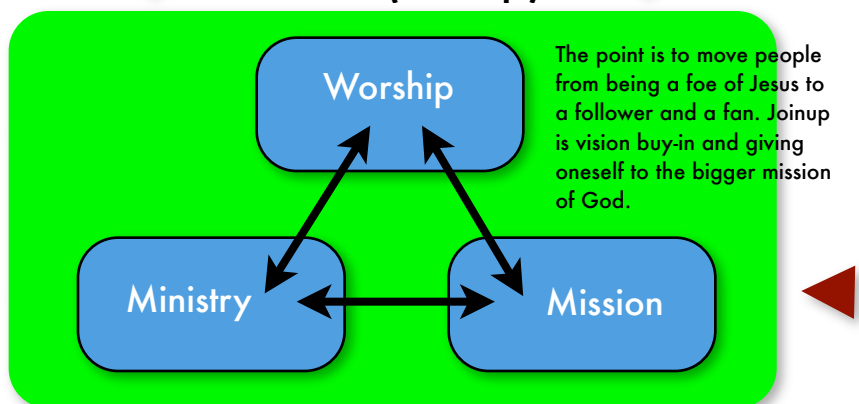 Worship
The point is to move people
from being a foe of Jesus to
a follower and a fan. Joinup
is vision buy-in and giving
oneself to the bigger mission
of God.
Ministry
Mission